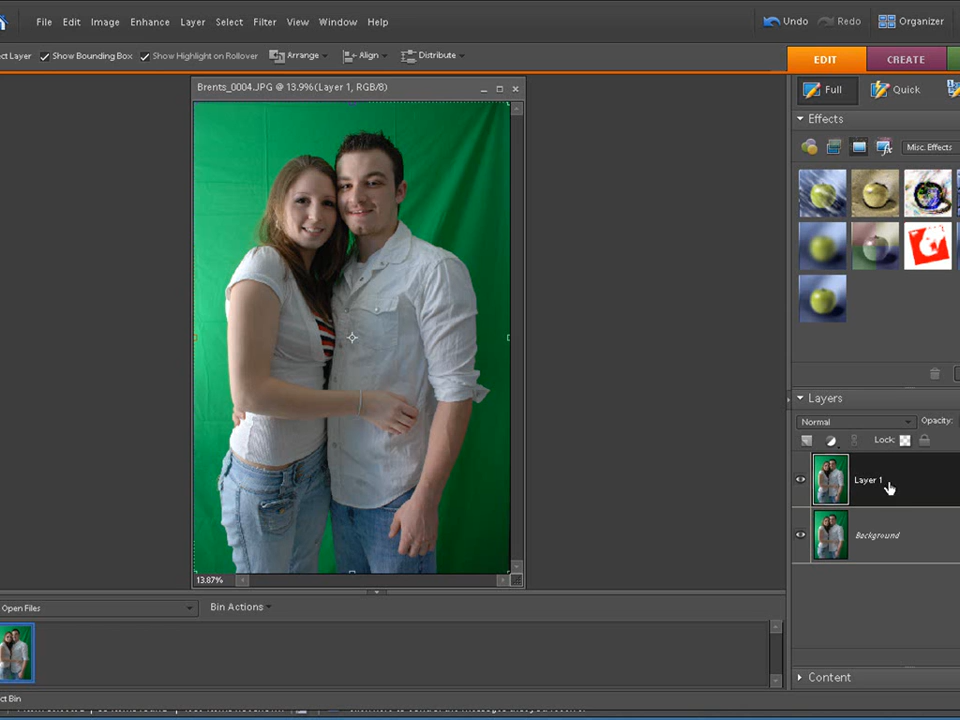 File Edit Image Enhance Layer Select Filter View Window Help Undo Redo Organizer
ct Layer Show Bounding Box Show Highlight on Rollover Arrange Align Distribute EDIT CREATE
Brents_0004.JPG @ 13.9%(Layer 1, RGB/8)
Full Quick
Effects
Misc. Effects
Layers
Normal Opacity:
Lock:
Layer 1
Background
13.87%
Open Files Bin Actions
Content
ct Bin